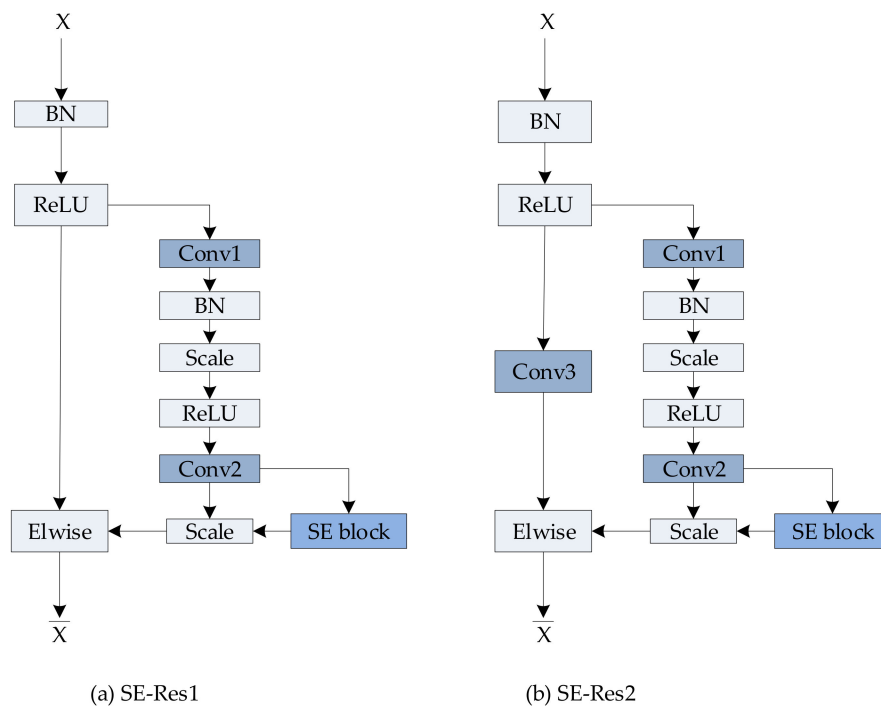 X
BN
ReLU
Conv1
BN
Scale
ReLU
Conv2
Elwise
Scale
SE block
X̅
(a) SE-Res1
X
BN
ReLU
Conv1
BN
Scale
Conv3
ReLU
Conv2
Elwise
Scale
SE block
X̅
(b) SE-Res2